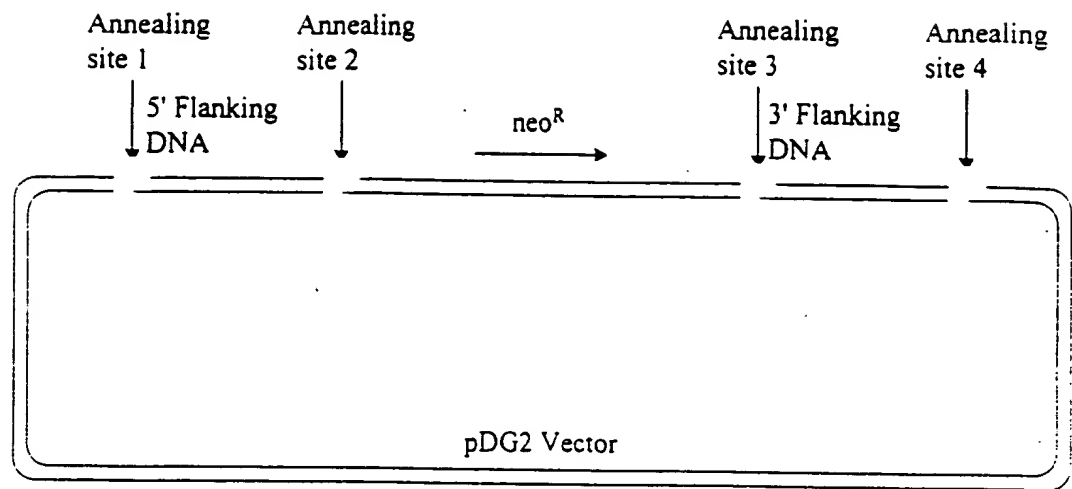 Annealing
site 1
Annealing
site 2
Annealing
site 3
Annealing
site 4
5' Flanking
DNA
neoR
3' Flanking
DNA
pDG2 Vector